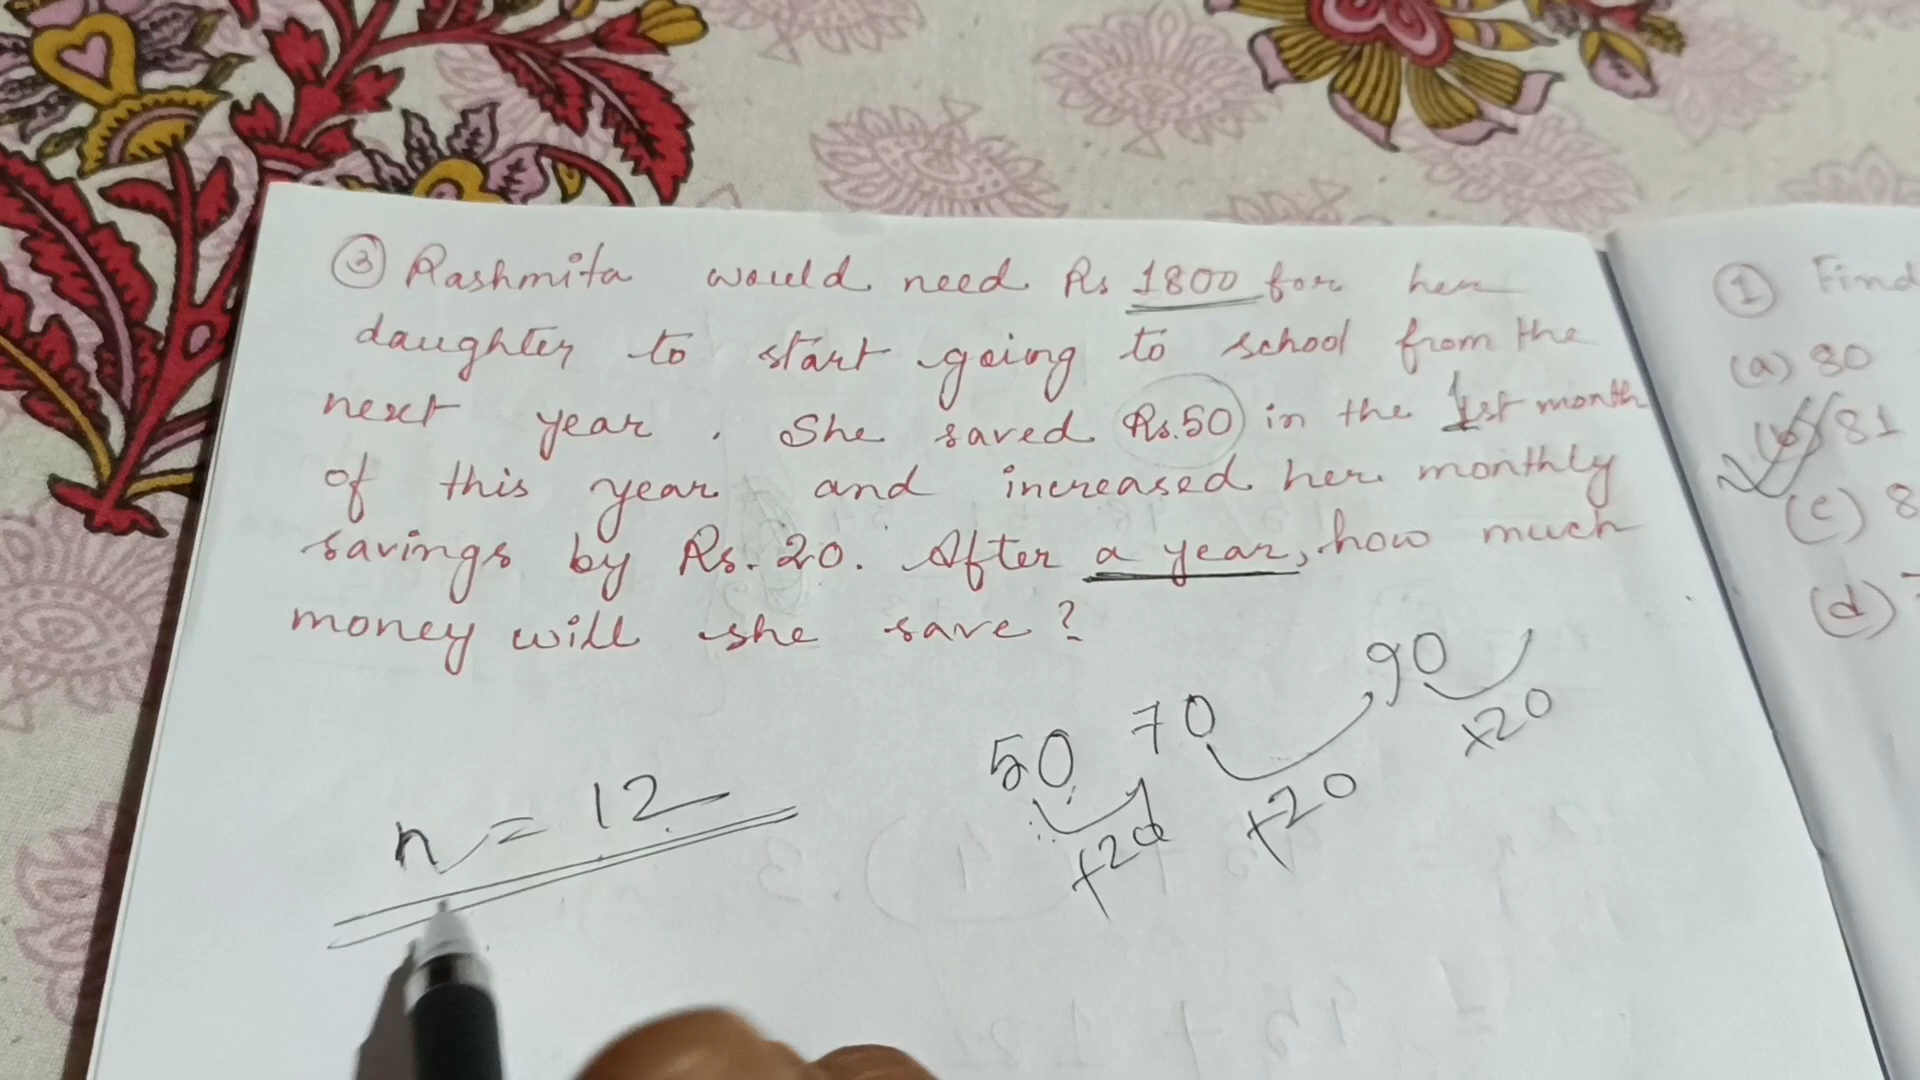 ③ Rashmita would need Rs 1800 for her
daughter to start going to school from the
next year. She saved Rs.50 in the 1st month
of this year and increased her monthly
savings by Rs. 20. After a year, how much
money will she save?
50 70 90
+20 +20 +20
n = 12
① Find
(a) 80
(b) 81
(c) 8
(d)